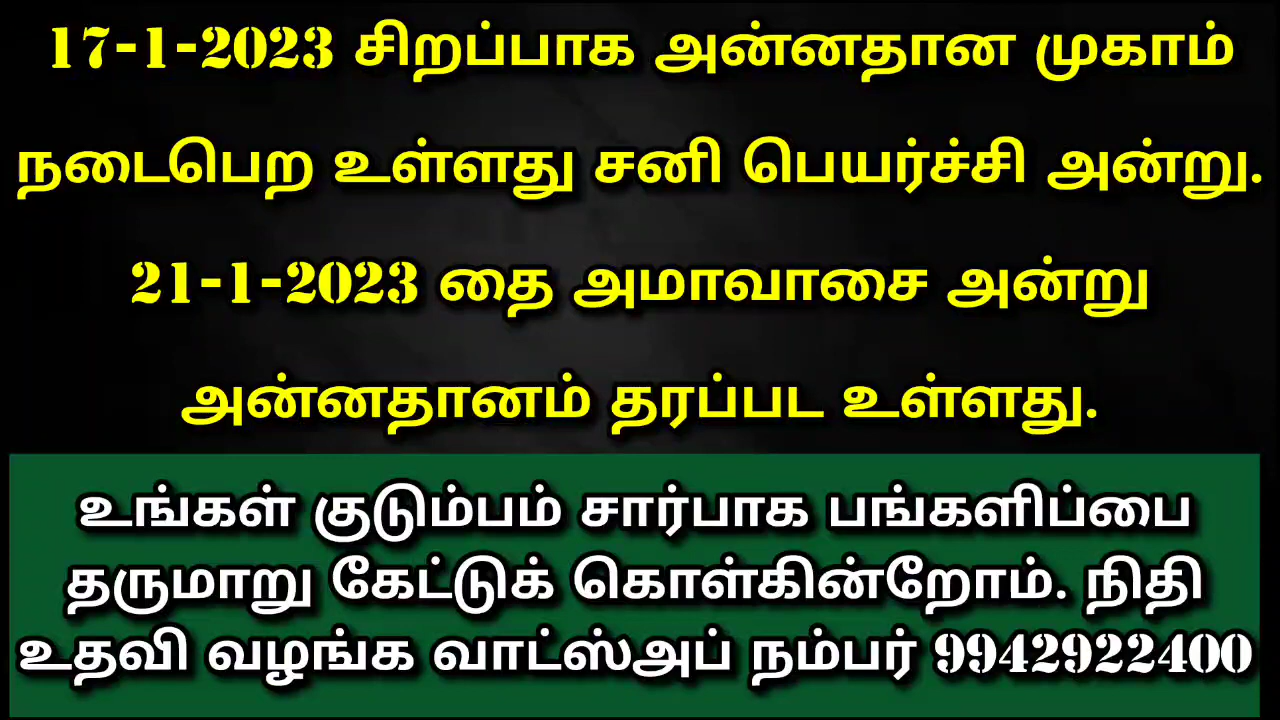 17-1-2023 சிறப்பாக அன்னதான முகாம்
நடைபெற உள்ளது சனி பெயர்ச்சி அன்று.
21-1-2023 தை அமாவாசை அன்று
அன்னதானம் தரப்பட உள்ளது.
உங்கள் குடும்பம் சார்பாக பங்களிப்பை
தருமாறு கேட்டுக் கொள்கின்றோம். நிதி
உதவி வழங்க வாட்ஸ்அப் நம்பர் 9942922400